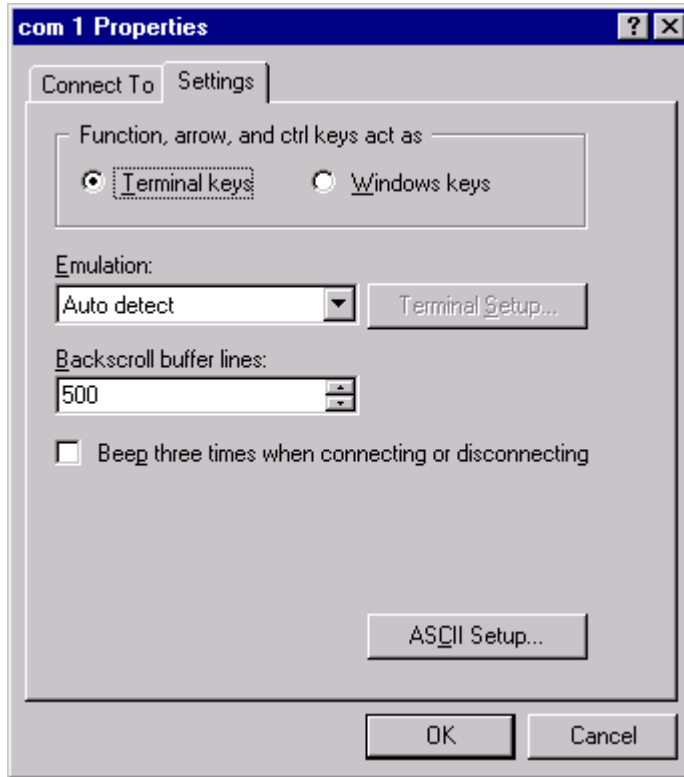 com 1 Properties
Connect To Settings
Function, arrow, and ctrl keys act as
Terminal keys Windows keys
Emulation:
Auto detect Terminal Setup...
Backscroll buffer lines:
500
Beep three times when connecting or disconnecting
ASCII Setup...
OK Cancel